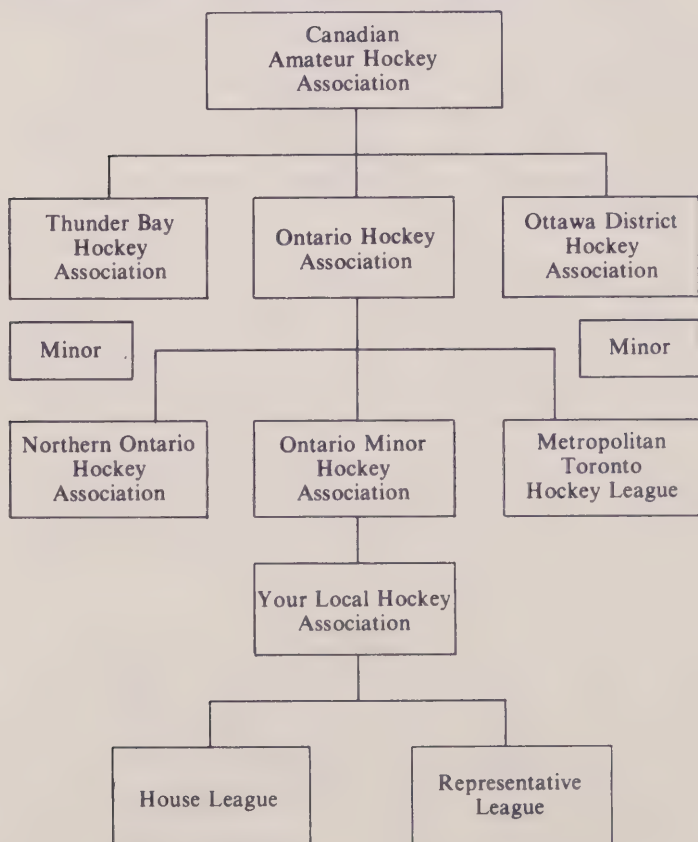 Canadian
Amateur Hockey
Association
Thunder Bay
Hockey
Association
Ontario Hockey
Association
Ottawa District
Hockey
Association
Minor
Minor
Northern Ontario
Hockey
Association
Ontario Minor
Hockey
Association
Metropolitan
Toronto
Hockey League
Your Local Hockey
Association
House League
Representative
League